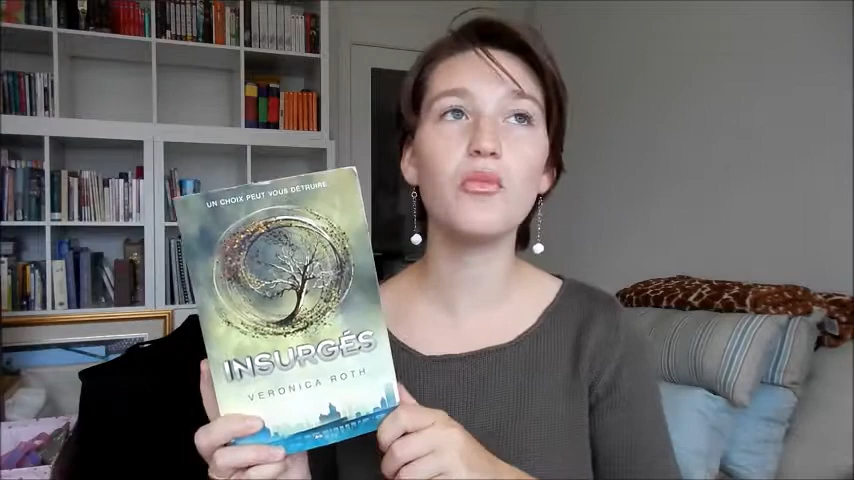 UN CHOIX PEUT VOUS DÉTRUIRE
INSURGÉS
VERONICA ROTH